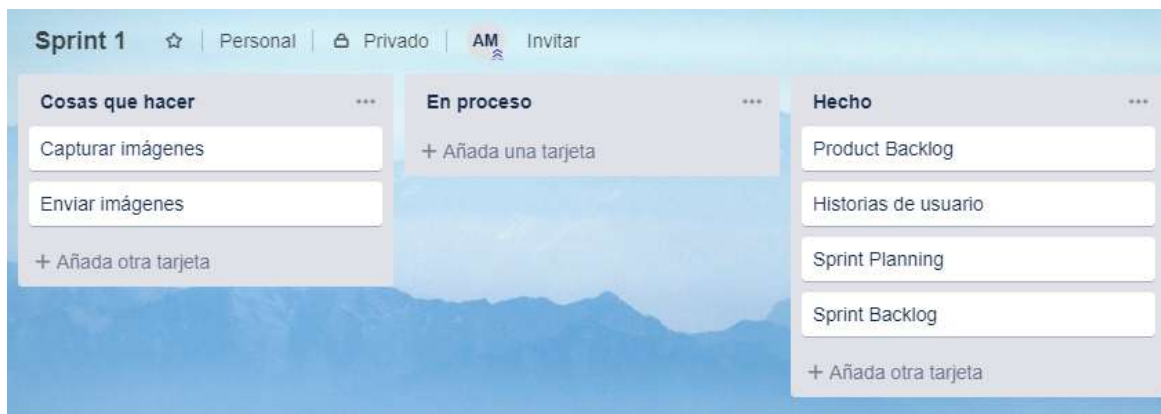 Sprint 1 ☆ | Personal | Privado | AM Invitar
Cosas que hacer ...
Capturar imágenes
Enviar imágenes
+ Añada otra tarjeta
En proceso ...
+ Añada una tarjeta
Hecho ...
Product Backlog
Historias de usuario
Sprint Planning
Sprint Backlog
+ Añada otra tarjeta